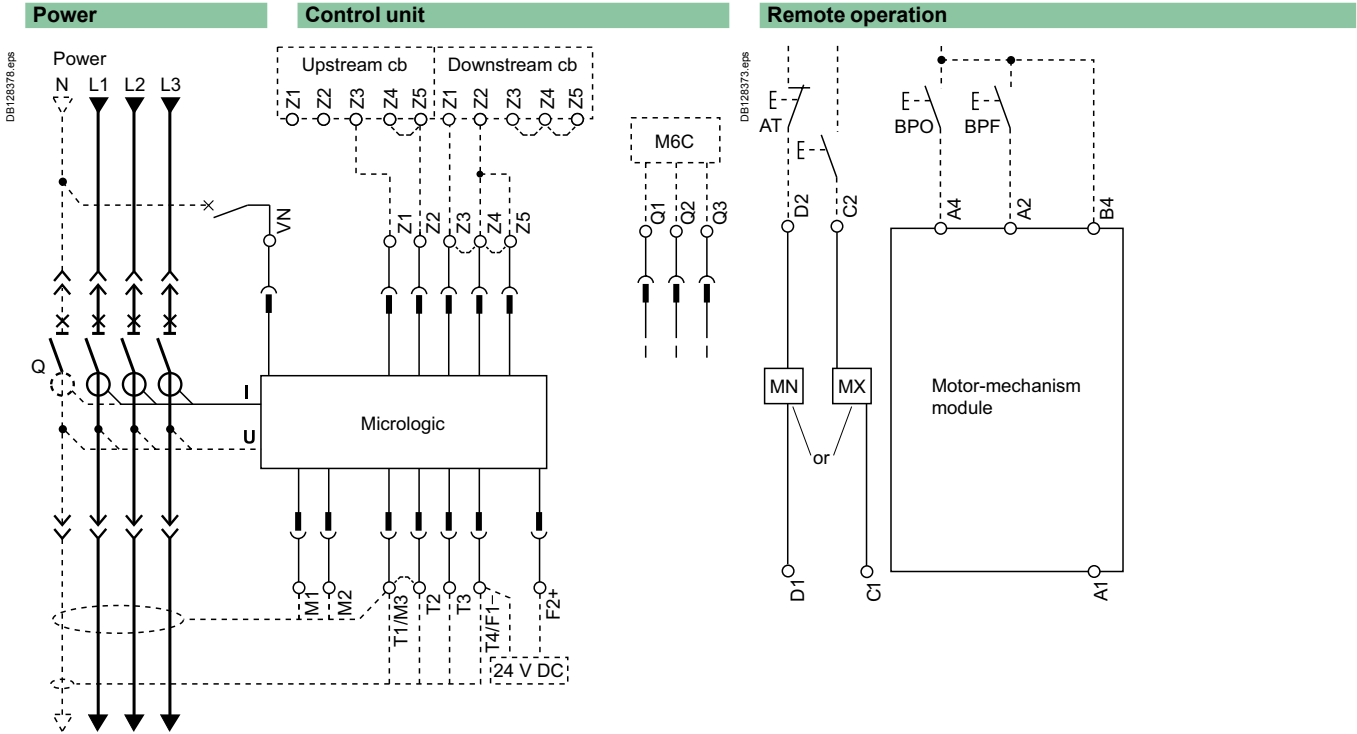 Power
Control unit
Remote operation
DB128378.eps
Power
N L1 L2 L3
Upstream cb
Z1 Z2 Z3 Z4 Z5
Downstream cb
Z1 Z2 Z3 Z4 Z5
VN
Z1 Z2 Z3 Z4 Z5
M6C
Q1 Q2 Q3
Q
I
U
Micrologic
M1 M2 T1/M3 T2 T3 T4/F1– F2+
24 V DC
DB128373.eps
AT
BPO
BPF
D2 C2 A4 A2 B4
MN
MX
or
Motor-mechanism
module
D1 C1 A1